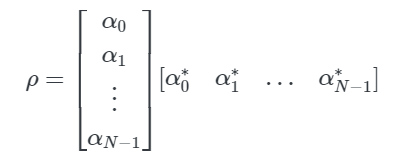 ρ = [α₀ α₁ ⋮ α_{N−1}] [α₀* α₁* … α*_{N−1}]